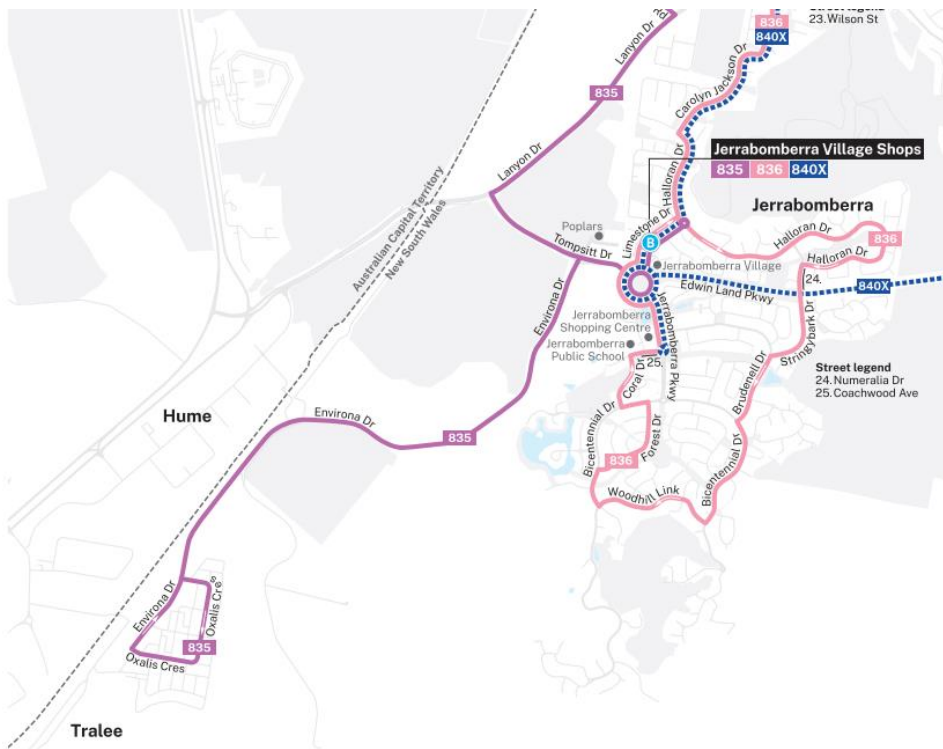 Street legend
23. Wilson St
836
840X
Lanyon Dr
Rd
835
Carolyn Jackson Dr
Jerrabomberra Village Shops
835 836 840X
Lanyon Dr
Halloran Dr
Jerrabomberra
Australian Capital Territory
New South Wales
Poplars
Limestone Dr
B
Halloran Dr
836
Tompsitt Dr
Jerrabomberra Village
Halloran Dr
24.
Edwin Land Pkwy
840X
Environa Dr
Jerrabomberra
Shopping Centre
Jerrabomberra
Public School
Jerrabomberra Pkwy
25.
Stringybark Dr
Coral Dr
Brudenell Dr
Street legend
24. Numeralia Dr
25. Coachwood Ave
Hume
Environa Dr
835
Bicentennial Dr
Forest Dr
836
Bicentennial Dr
Woodhill Link
Environa Dr
Oxalis Cres
835
Oxalis Cres
Tralee